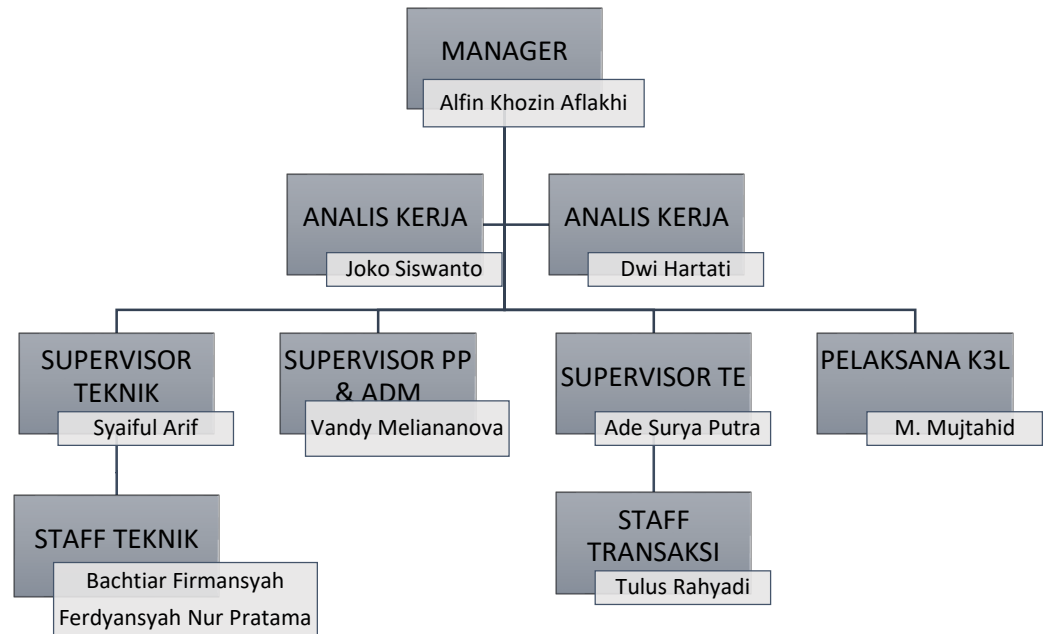 MANAGER
Alfin Khozin Aflakhi
ANALIS KERJA
Joko Siswanto
ANALIS KERJA
Dwi Hartati
SUPERVISOR
TEKNIK
Syaiful Arif
SUPERVISOR PP
& ADM
Vandy Meliananova
SUPERVISOR TE
Ade Surya Putra
PELAKSANA K3L
M. Mujtahid
STAFF TEKNIK
Bachtiar Firmansyah
Ferdyansyah Nur Pratama
STAFF
TRANSAKSI
Tulus Rahyadi